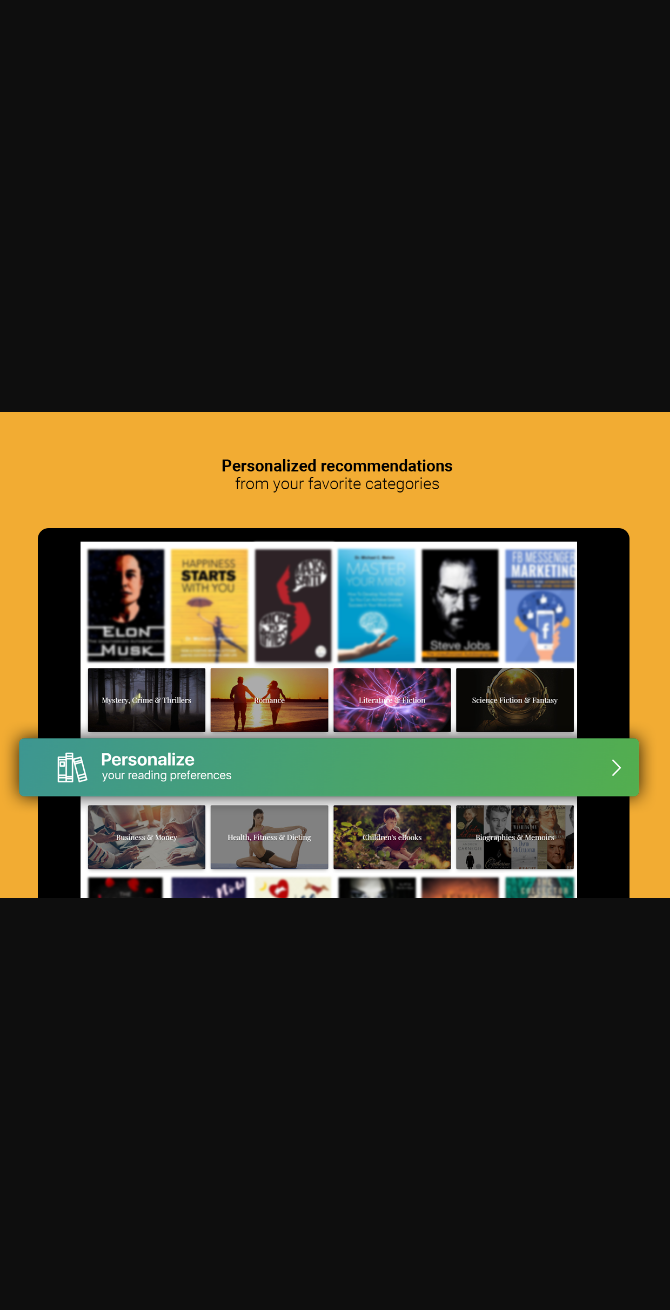 Personalized recommendations
from your favorite categories
ELON
MUSK
HAPPINESS
STARTS
WITH YOU
MASTER
YOUR MIND
Steve Jobs
FB MESSENGER
MARKETING
Mystery, Crime & Thrillers
Romance
Literature & Fiction
Science Fiction & Fantasy
Personalize
your reading preferences
Business & Money
Health, Fitness & Dieting
Children's eBooks
Biographies & Memoirs